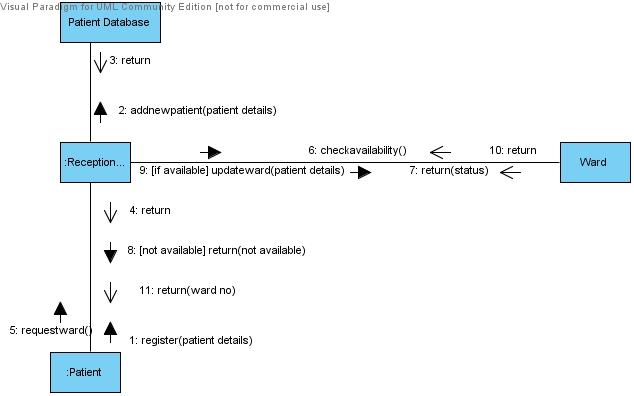 Visual Paradigm for UML Community Edition [not for commercial use]
Patient Database
3: return
2: addnewpatient(patient details)
:Reception...
6: checkavailability()
10: return
9: [if available] updateward(patient details)
7: return(status)
Ward
4: return
8: [not available] return(not available)
11: return(ward no)
5: requestward()
1: register(patient details)
:Patient